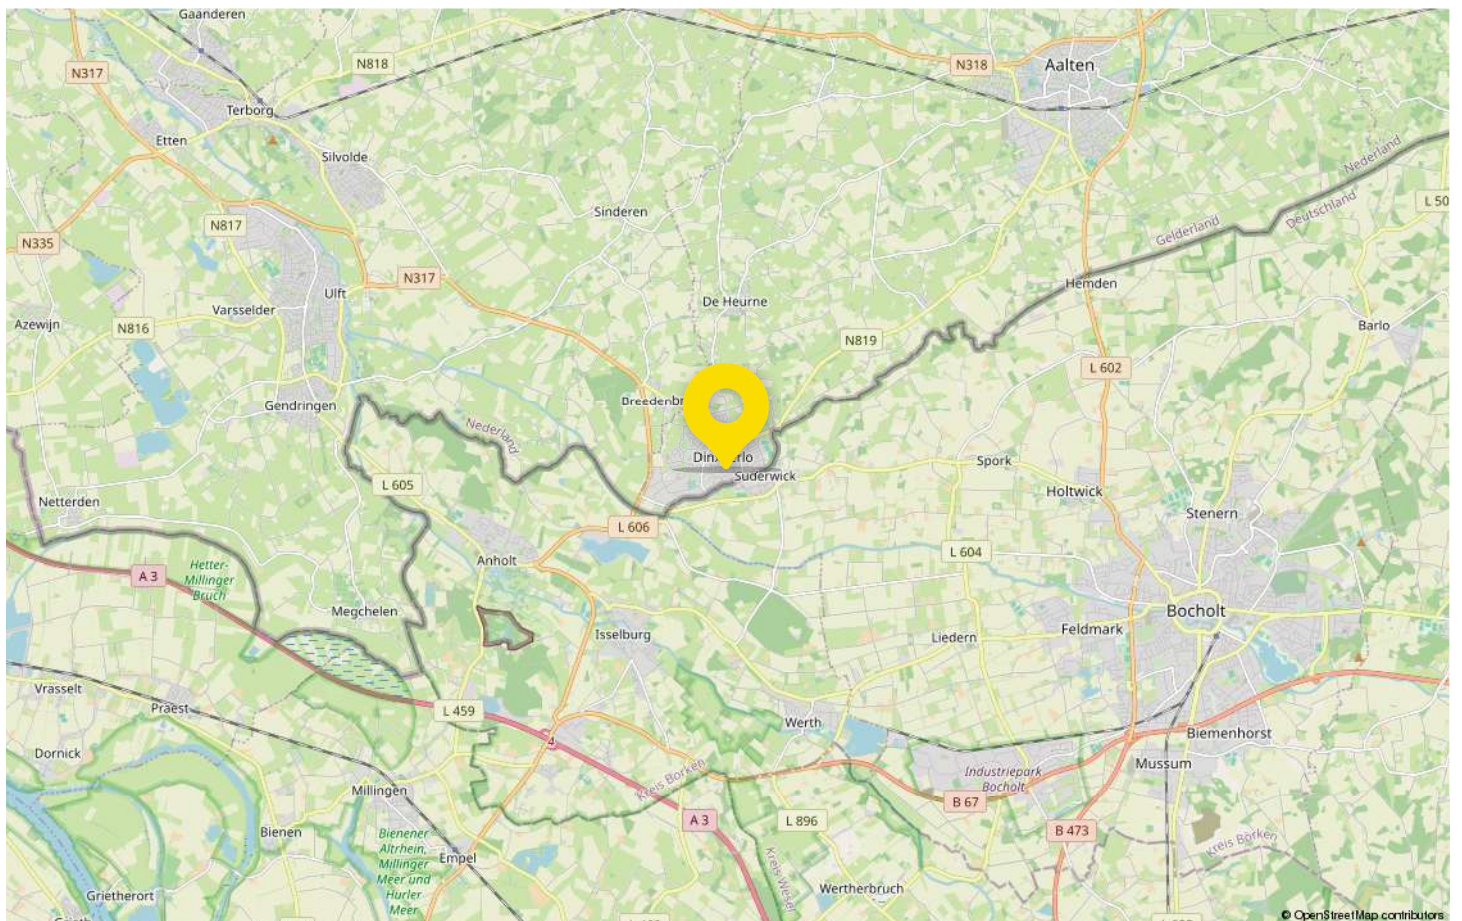 Gaanderen
N317
N818
N318
Aalten
Terborg
Etten
Silvolde
Nederland
Deutschland
Gelderland
L 50
Sinderen
N817
N335
N317
Ulft
Hemden
Varsselder
De Heurne
Azewijn
N816
Barlo
N819
L 602
Gendringen
Nederland
Suderwick
Spork
L 605
Holtwick
Netterden
Stenern
L 606
L 604
Anholt
A 3
Hetter-
Millinger
Bruch
Megchelen
Bocholt
Isselburg
Feldmark
Liedern
Vrasselt
Praest
L 459
Werth
Biemenhorst
4
Dornick
Mussum
Kreis Borken
Industriepark
Bocholt
Millingen
B 67
A 3
L 896
B 473
Bienen
Bienener
Altrhein,
Millinger
Meer und
Hurler
Meer
Kreis Borken
Empel
Kreis Wesel
Wertherbruch
Grietherort
© OpenStreetMap contributors